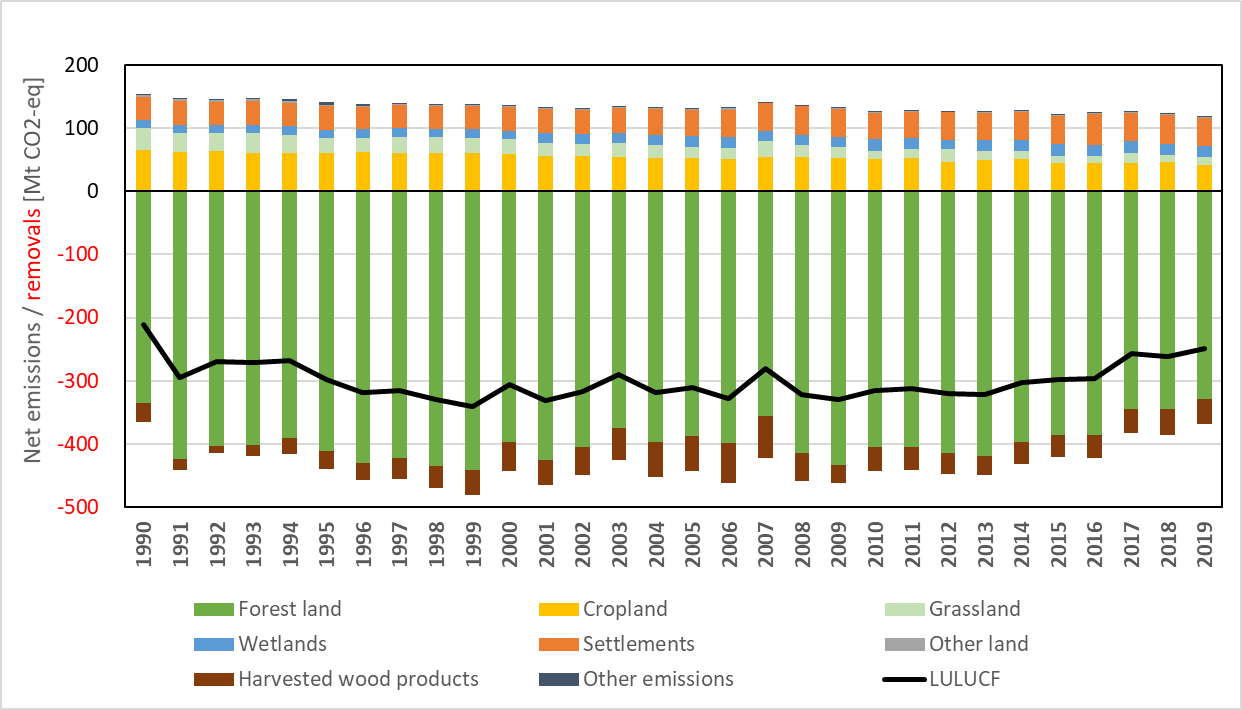 Net emissions / removals [Mt CO2-eq]
200
100
0
-100
-200
-300
-400
-500
1990 1991 1992 1993 1994 1995 1996 1997 1998 1999 2000 2001 2002 2003 2004 2005 2006 2007 2008 2009 2010 2011 2012 2013 2014 2015 2016 2017 2018 2019
Forest land Cropland Grassland
Wetlands Settlements Other land
Harvested wood products Other emissions LULUCF